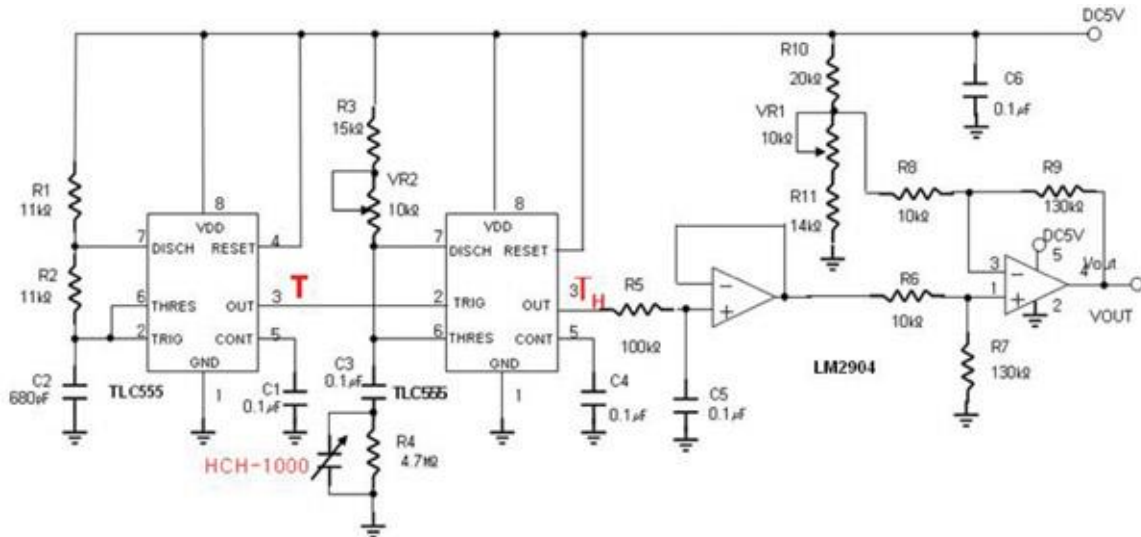 DC5V
R10
20kΩ
C6
0.1μF
R3
15kΩ
VR1
10kΩ
VR2
10kΩ
R1
11kΩ
8
VDD
7
DISCH
RESET
4
8
VDD
7
DISCH
RESET
R11
14kΩ
R8
10kΩ
R9
130kΩ
DC5V
5
R2
11kΩ
6
THRES
OUT
3
T
2
TRIG
OUT
3
T
H
R5
100kΩ
−
+
R6
10kΩ
3
−
1
+
4
Vout
2
VOUT
2
TRIG
CONT
5
6
THRES
CONT
5
GND
1
GND
1
C2
680pF
TLC555
C1
0.1μF
C3
0.1μF
TLC555
C4
0.1μF
C5
0.1μF
LM2904
R7
130kΩ
HCH-1000
R4
4.7MΩ